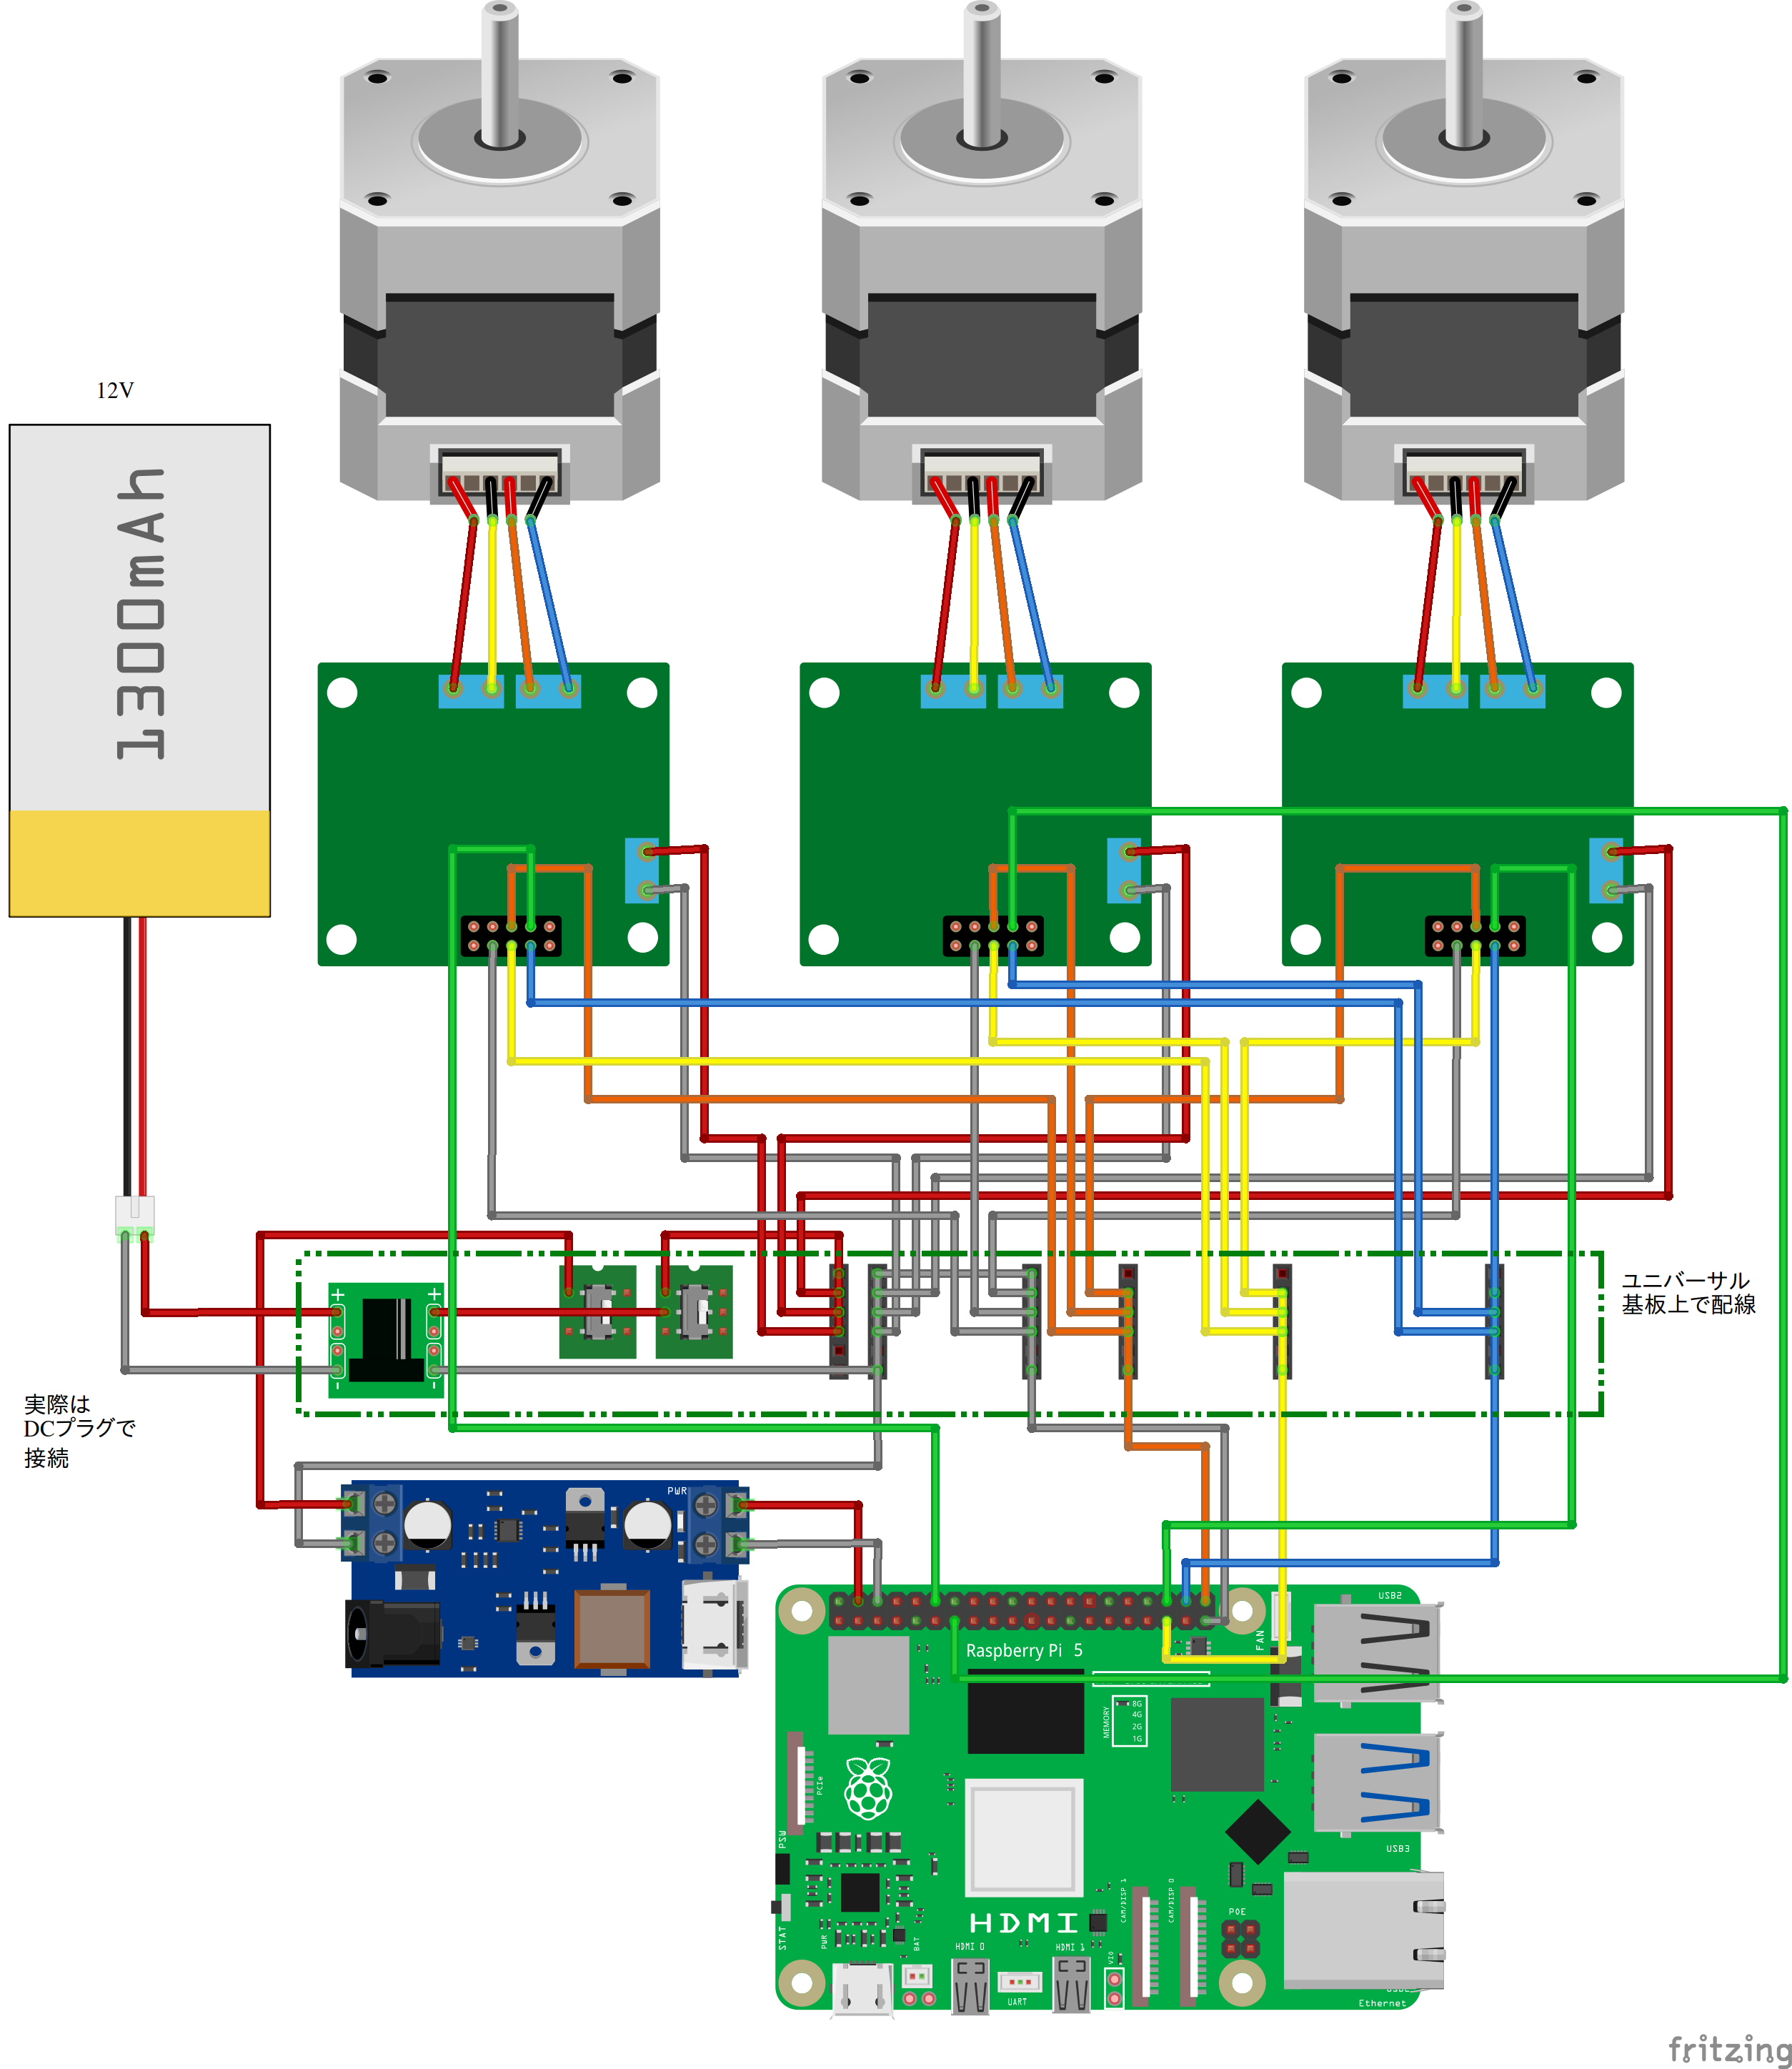 12V
1300mAh
+
+
-
-
ユニバーサル
基板上で配線
実際は
DCプラグで
接続
PWR
USB2
Raspberry Pi 5
FAN
MEMORY
8G
4G
2G
1G
PCIe
PSW
USB3
CAM/DISP 1
CAM/DISP 0
POE
HDMI
STAT
PWR
BAT
HDMI 0
HDMI 1
VIO
UART
Ethernet
fritzing